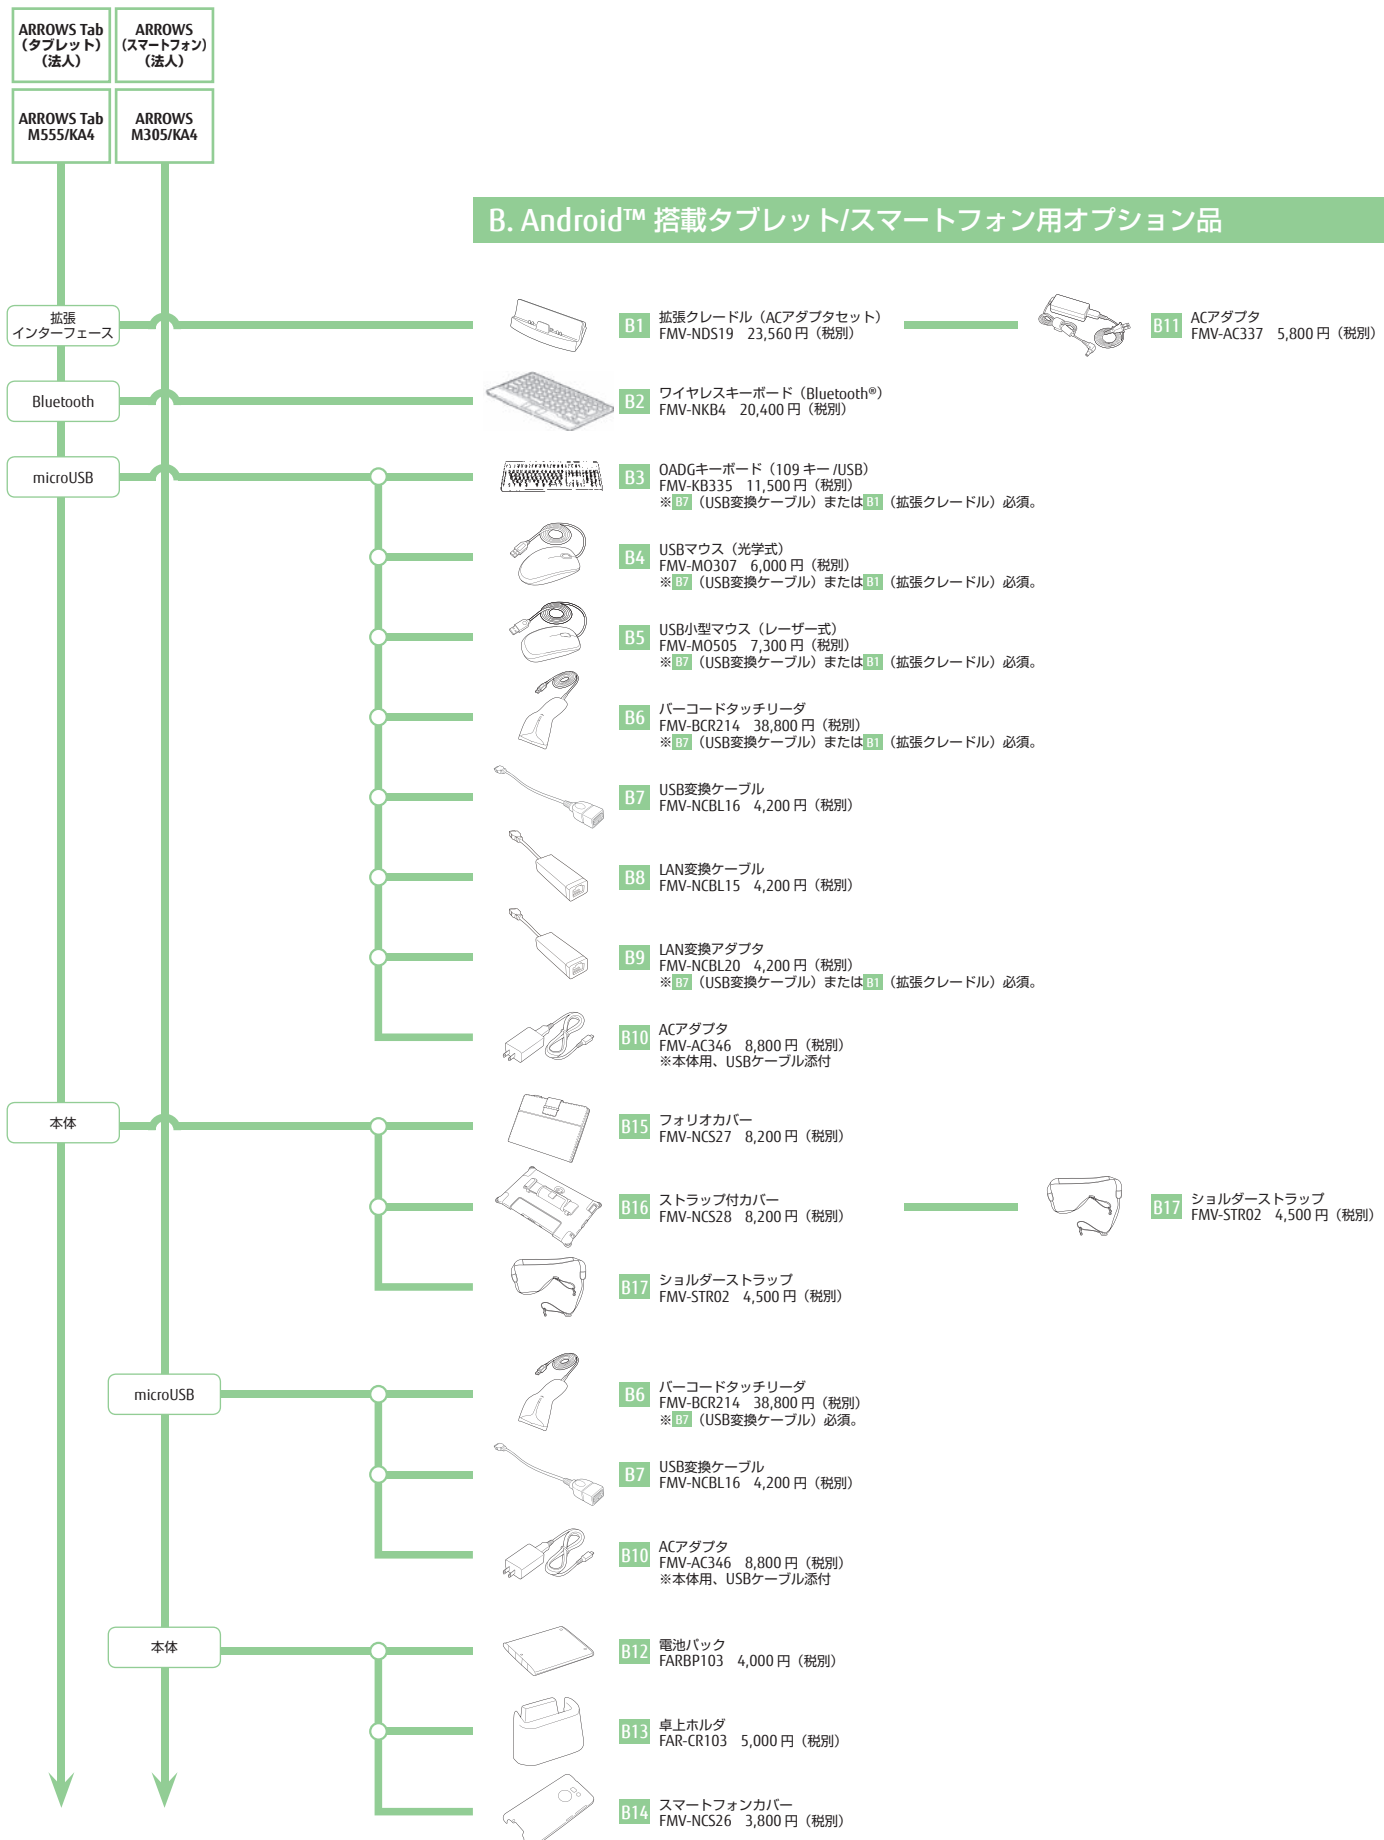 ARROWS Tab
（タブレット）
（法人）
ARROWS
（スマートフォン）
（法人）
ARROWS Tab
M555/KA4
ARROWS
M305/KA4
B. Android™ 搭載タブレット/スマートフォン用オプション品
拡張
インターフェース
B1 拡張クレードル（ACアダプタセット）
FMV-NDS19 23,560 円（税別）
B11 ACアダプタ
FMV-AC337 5,800 円（税別）
Bluetooth
B2 ワイヤレスキーボード（Bluetooth®）
FMV-NKB4 20,400 円（税別）
microUSB
B3 OADGキーボード（109 キー /USB）
FMV-KB335 11,500 円（税別）
※ B7 （USB変換ケーブル）または B1 （拡張クレードル）必須。
B4 USBマウス（光学式）
FMV-MO307 6,000 円（税別）
※ B7 （USB変換ケーブル）または B1 （拡張クレードル）必須。
B5 USB小型マウス（レーザー式）
FMV-MO505 7,300 円（税別）
※ B7 （USB変換ケーブル）または B1 （拡張クレードル）必須。
B6 バーコードタッチリーダ
FMV-BCR214 38,800 円（税別）
※ B7 （USB変換ケーブル）または B1 （拡張クレードル）必須。
B7 USB変換ケーブル
FMV-NCBL16 4,200 円（税別）
B8 LAN変換ケーブル
FMV-NCBL15 4,200 円（税別）
B9 LAN変換アダプタ
FMV-NCBL20 4,200 円（税別）
※ B7 （USB変換ケーブル）または B1 （拡張クレードル）必須。
B10 ACアダプタ
FMV-AC346 8,800 円（税別）
※本体用、USBケーブル添付
本体
B15 フォリオカバー
FMV-NCS27 8,200 円（税別）
B16 ストラップ付カバー
FMV-NCS28 8,200 円（税別）
B17 ショルダーストラップ
FMV-STR02 4,500 円（税別）
B17 ショルダーストラップ
FMV-STR02 4,500 円（税別）
microUSB
B6 バーコードタッチリーダ
FMV-BCR214 38,800 円（税別）
※ B7 （USB変換ケーブル）必須。
B7 USB変換ケーブル
FMV-NCBL16 4,200 円（税別）
B10 ACアダプタ
FMV-AC346 8,800 円（税別）
※本体用、USBケーブル添付
本体
B12 電池パック
FARBP103 4,000 円（税別）
B13 卓上ホルダ
FAR-CR103 5,000 円（税別）
B14 スマートフォンカバー
FMV-NCS26 3,800 円（税別）